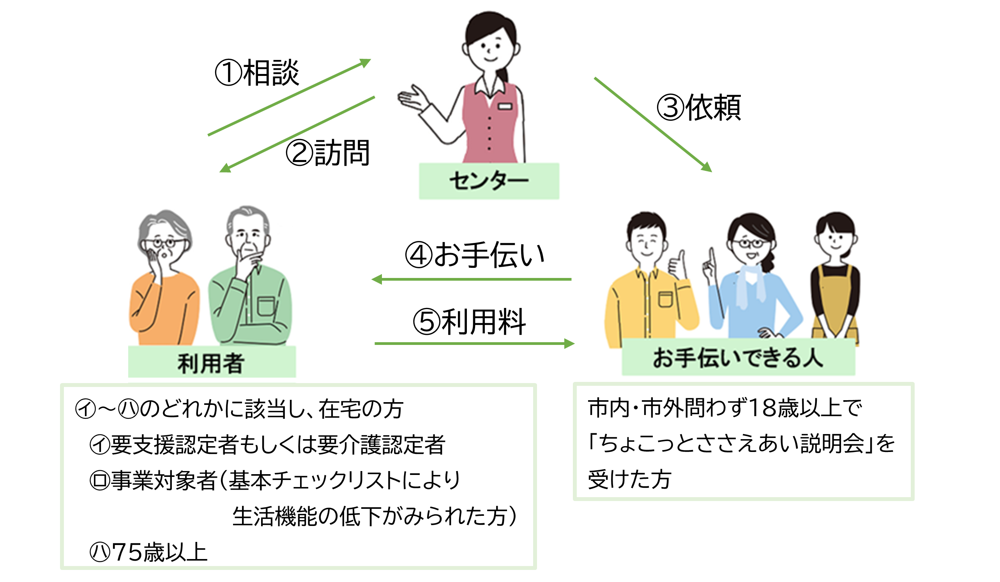 ①相談
②訪問
③依頼
センター
④お手伝い
⑤利用料
利用者
お手伝いできる人
㋑～㋩のどれかに該当し、在宅の方
㋑要支援認定者もしくは要介護認定者
㋺事業対象者（基本チェックリストにより
生活機能の低下がみられた方）
㋩75歳以上
市内・市外問わず18歳以上で
「ちょこっとささえあい説明会」を
受けた方